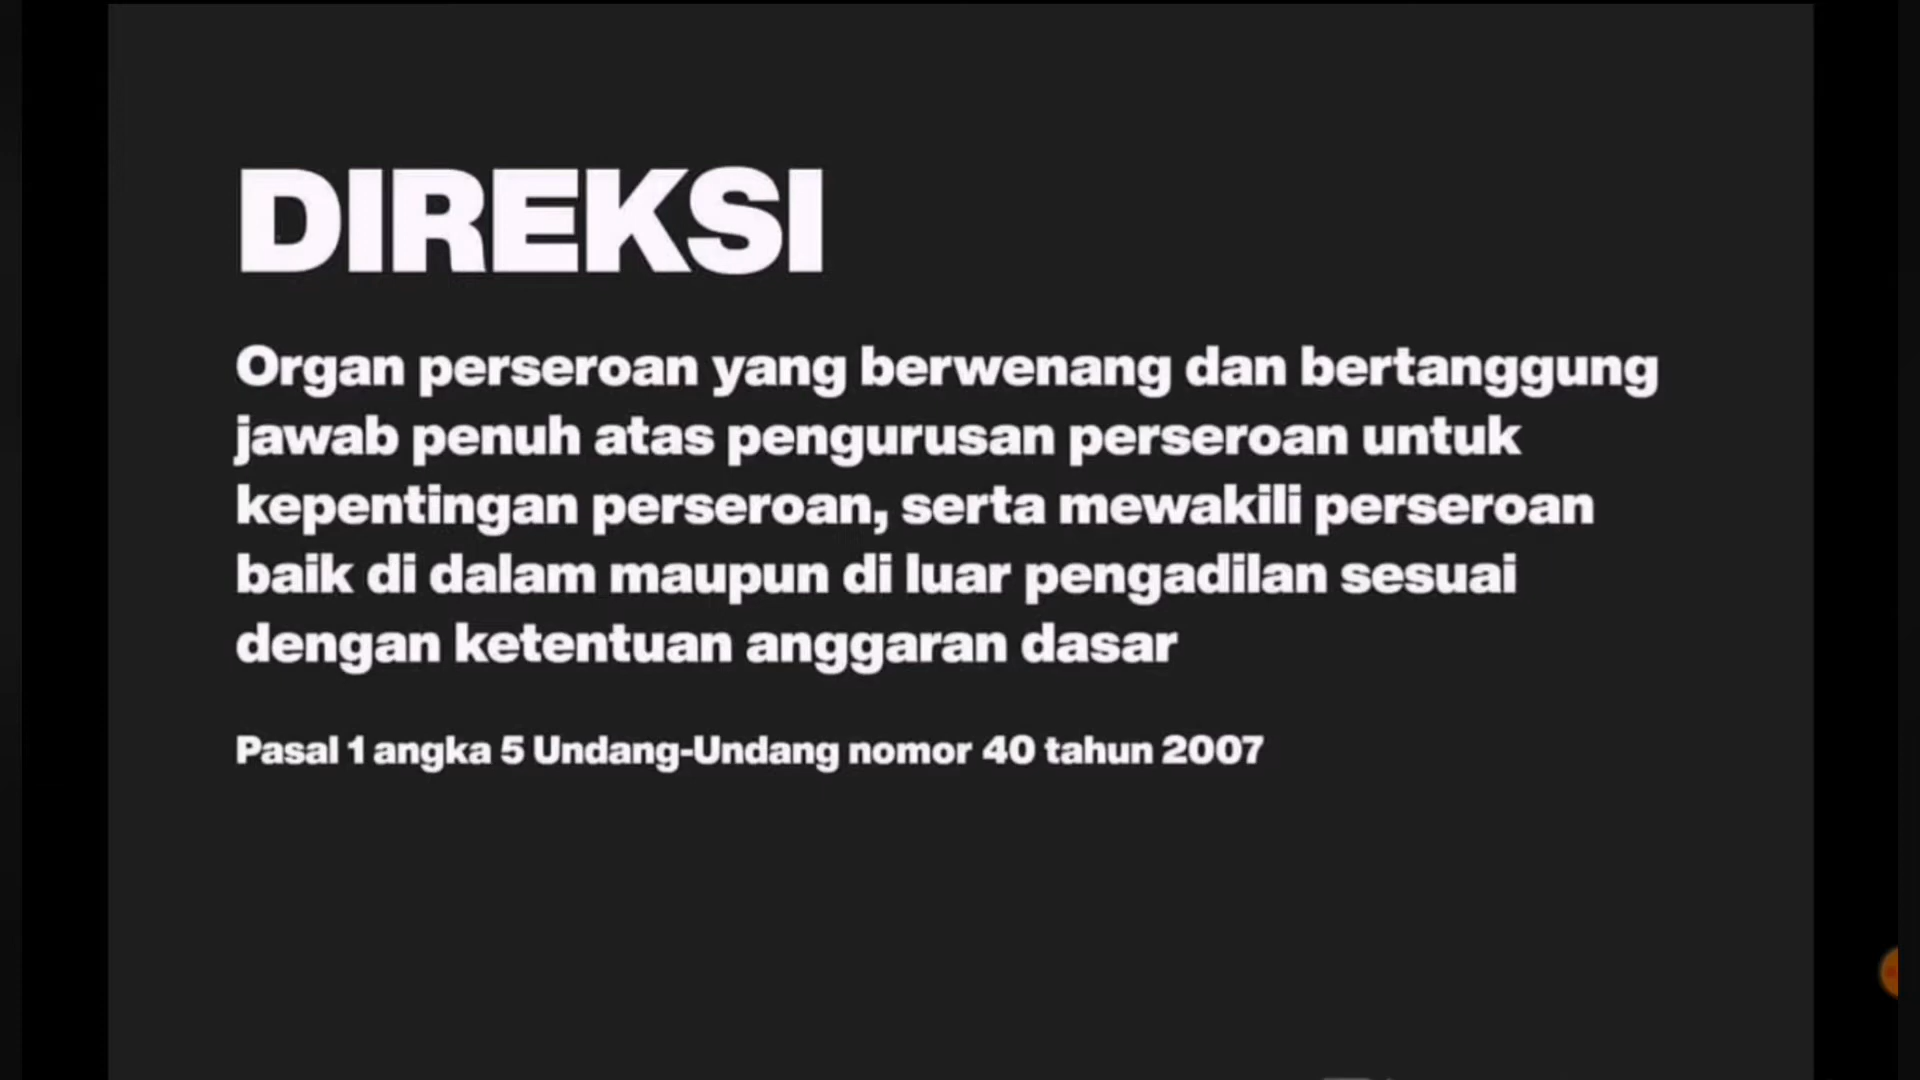 DIREKSI
Organ perseroan yang berwenang dan bertanggung
jawab penuh atas pengurusan perseroan untuk
kepentingan perseroan, serta mewakili perseroan
baik di dalam maupun di luar pengadilan sesuai
dengan ketentuan anggaran dasar
Pasal 1 angka 5 Undang-Undang nomor 40 tahun 2007